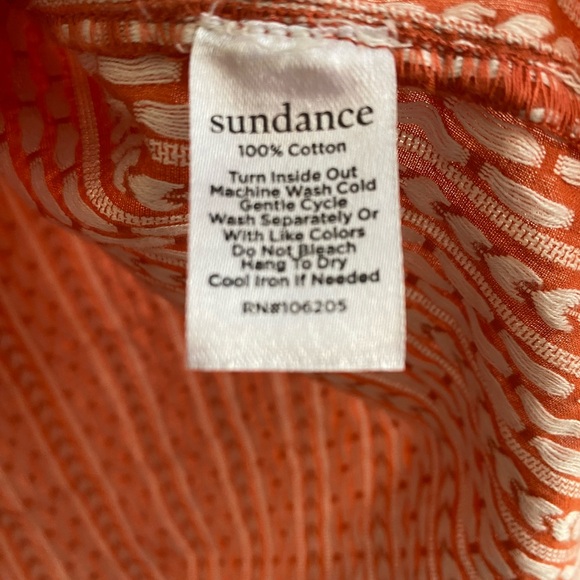 sundance
100% Cotton
Turn Inside Out
Machine Wash Cold
Gentle Cycle
Wash Separately Or
With Like Colors
Do Not Bleach
Hang To Dry
Cool Iron If Needed
RN#106205